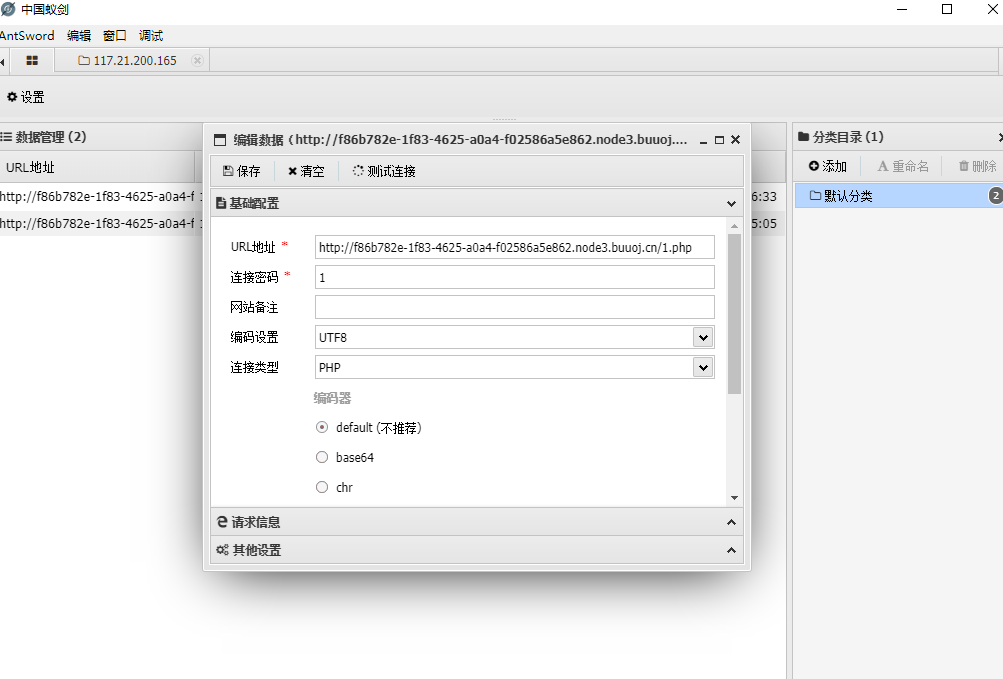 中国蚁剑
AntSword 编辑 窗口 调试
117.21.200.165
设置
数据管理 (2)
URL地址
http://f86b782e-1f83-4625-a0a4-f
6:33
http://f86b782e-1f83-4625-a0a4-f
5:05
编辑数据 (http://f86b782e-1f83-4625-a0a4-f02586a5e862.node3.buuoj....
保存 清空 测试连接
基础配置
URL地址 * http://f86b782e-1f83-4625-a0a4-f02586a5e862.node3.buuoj.cn/1.php
连接密码 * 1
网站备注
编码设置 UTF8
连接类型 PHP
编码器
default (不推荐)
base64
chr
请求信息
其他设置
分类目录 (1)
添加 重命名 删除
默认分类 2